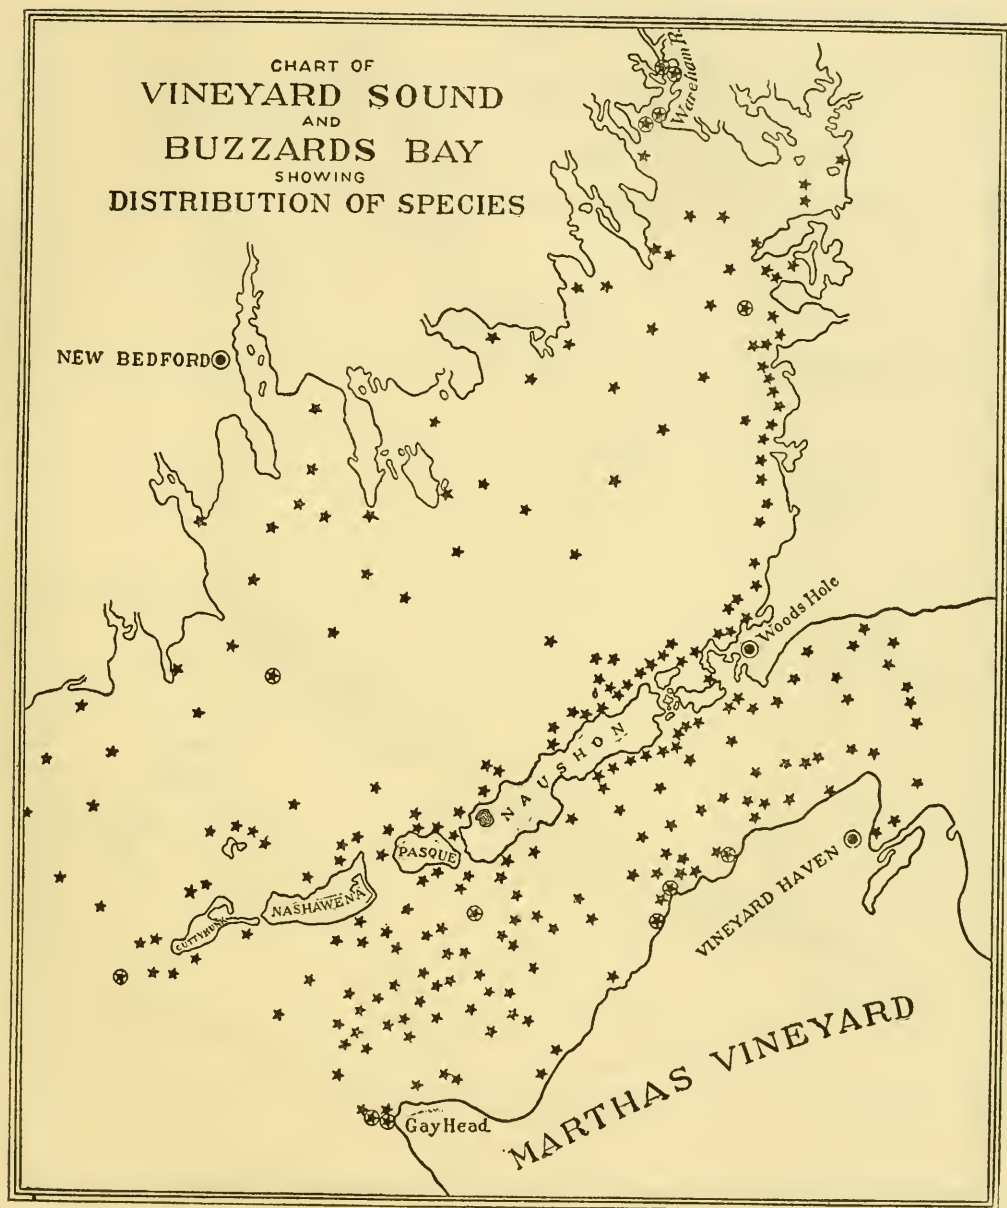 CHART OF
VINEYARD SOUND
AND
BUZZARDS BAY
SHOWING
DISTRIBUTION OF SPECIES
Wareham R.
NEW BEDFORD
Woods Hole
NAUSHON
PASQUE
NASHAWENA
CUTTYHUNK
VINEYARD HAVEN
MARTHAS VINEYARD
Gay Head